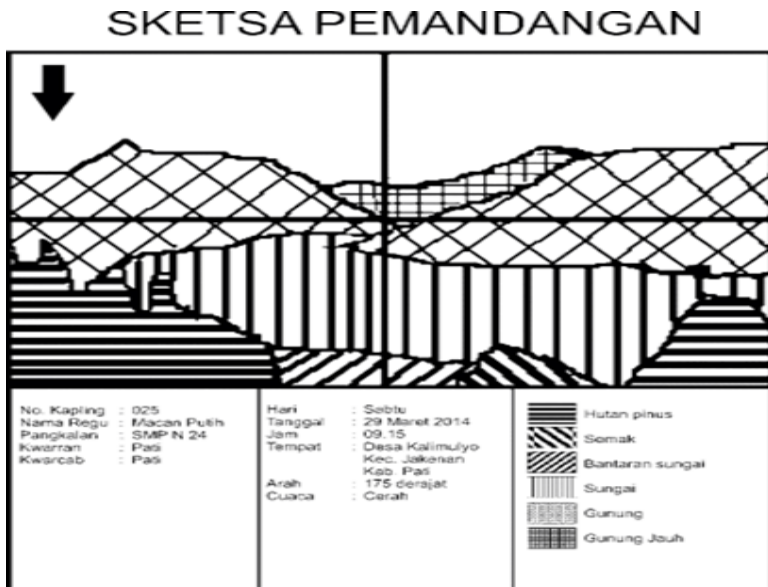 SKETSA PEMANDANGAN
No. Kapling : 025
Nama Regu : Macan Putih
Pangkalan : SMP N 24
Kwarran : Pati
Kwarcab : Pati
Hari : Sabtu
Tanggal : 29 Maret 2014
Jam : 09.15
Tempat : Desa Kalimulyo
Kec. Jakenan
Kab. Pati
Arah : 175 derajat
Cuaca : Cerah
Hutan pinus
Semak
Bantaran sungai
Sungai
Gunung
Gunung Jauh